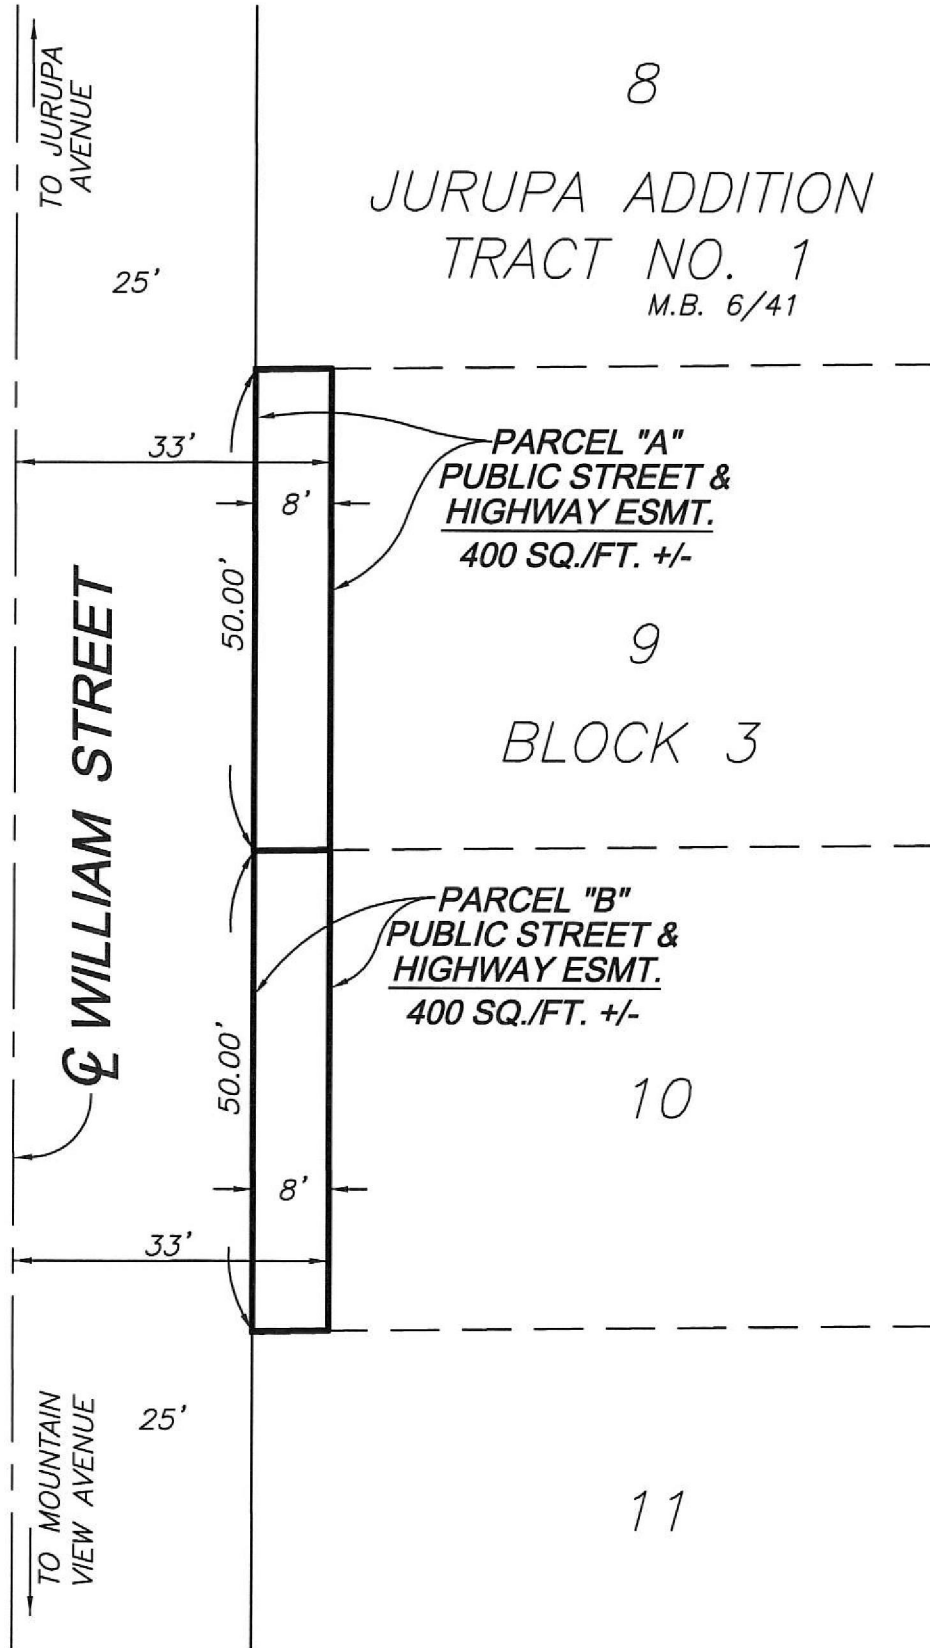 TO JURUPA
AVENUE
8
JURUPA ADDITION
TRACT NO. 1
M.B. 6/41
25'
33'
8'
PARCEL "A"
PUBLIC STREET &
HIGHWAY ESMT.
400 SQ./FT. +/-
50.00'
9
BLOCK 3
℄ WILLIAM STREET
PARCEL "B"
PUBLIC STREET &
HIGHWAY ESMT.
400 SQ./FT. +/-
50.00'
10
8'
33'
25'
TO MOUNTAIN
VIEW AVENUE
11